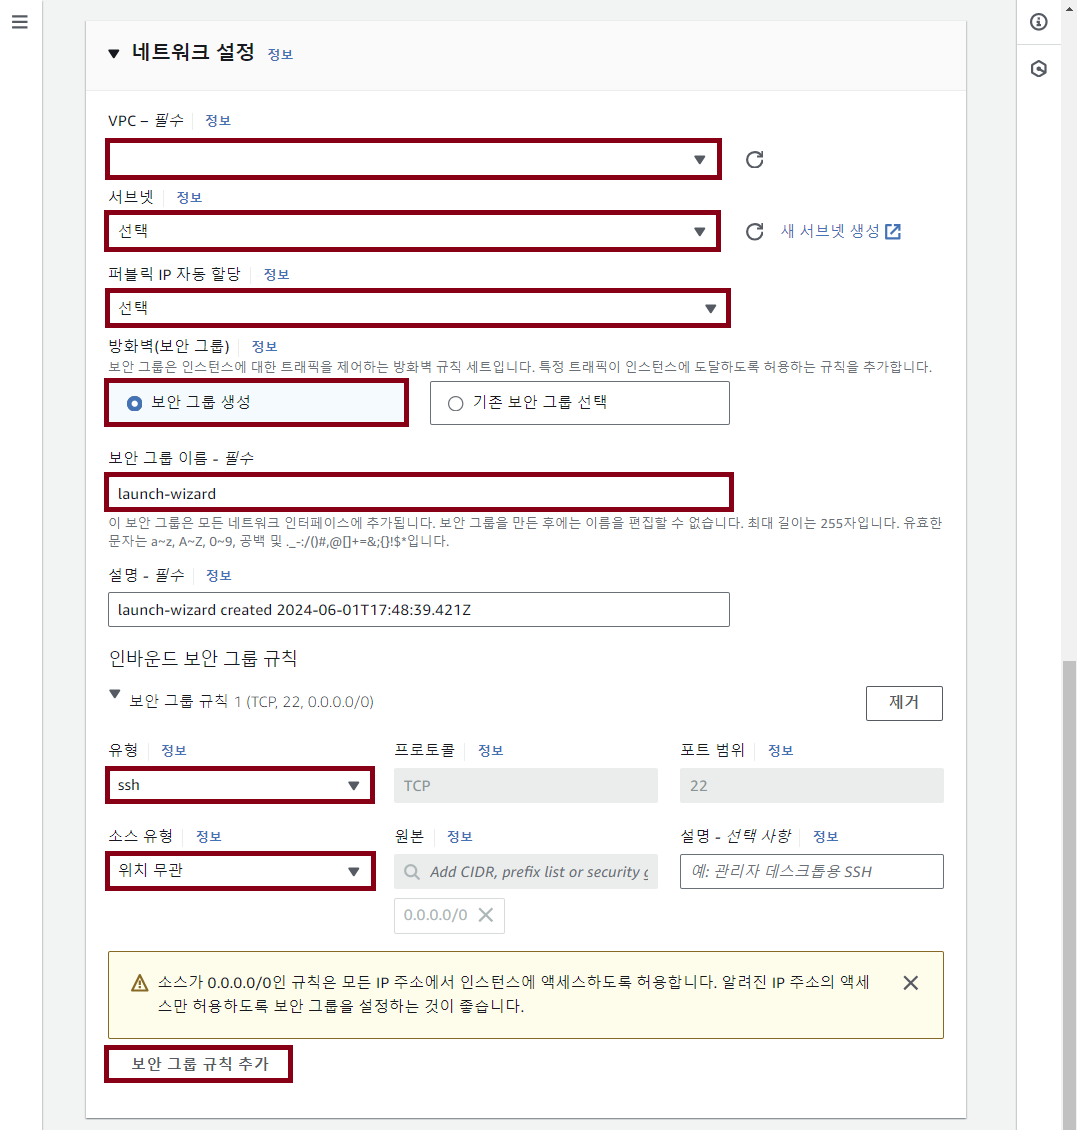 네트워크 설정 정보
VPC – 필수 정보
서브넷 정보
선택
새 서브넷 생성
퍼블릭 IP 자동 할당 정보
선택
방화벽(보안 그룹) 정보
보안 그룹은 인스턴스에 대한 트래픽을 제어하는 방화벽 규칙 세트입니다. 특정 트래픽이 인스턴스에 도달하도록 허용하는 규칙을 추가합니다.
보안 그룹 생성
기존 보안 그룹 선택
보안 그룹 이름 - 필수
launch-wizard
이 보안 그룹은 모든 네트워크 인터페이스에 추가됩니다. 보안 그룹을 만든 후에는 이름을 편집할 수 없습니다. 최대 길이는 255자입니다. 유효한
문자는 a~z, A~Z, 0~9, 공백 및 ._-:/()#,@[]+=&;{}!$*입니다.
설명 - 필수 정보
launch-wizard created 2024-06-01T17:48:39.421Z
인바운드 보안 그룹 규칙
보안 그룹 규칙 1 (TCP, 22, 0.0.0.0/0)
제거
유형 정보
프로토콜 정보
포트 범위 정보
ssh
TCP
22
소스 유형 정보
원본 정보
설명 - 선택 사항 정보
위치 무관
Add CIDR, prefix list or security g
예: 관리자 데스크톱용 SSH
0.0.0.0/0
소스가 0.0.0.0/0인 규칙은 모든 IP 주소에서 인스턴스에 액세스하도록 허용합니다. 알려진 IP 주소의 액세
스만 허용하도록 보안 그룹을 설정하는 것이 좋습니다.
보안 그룹 규칙 추가